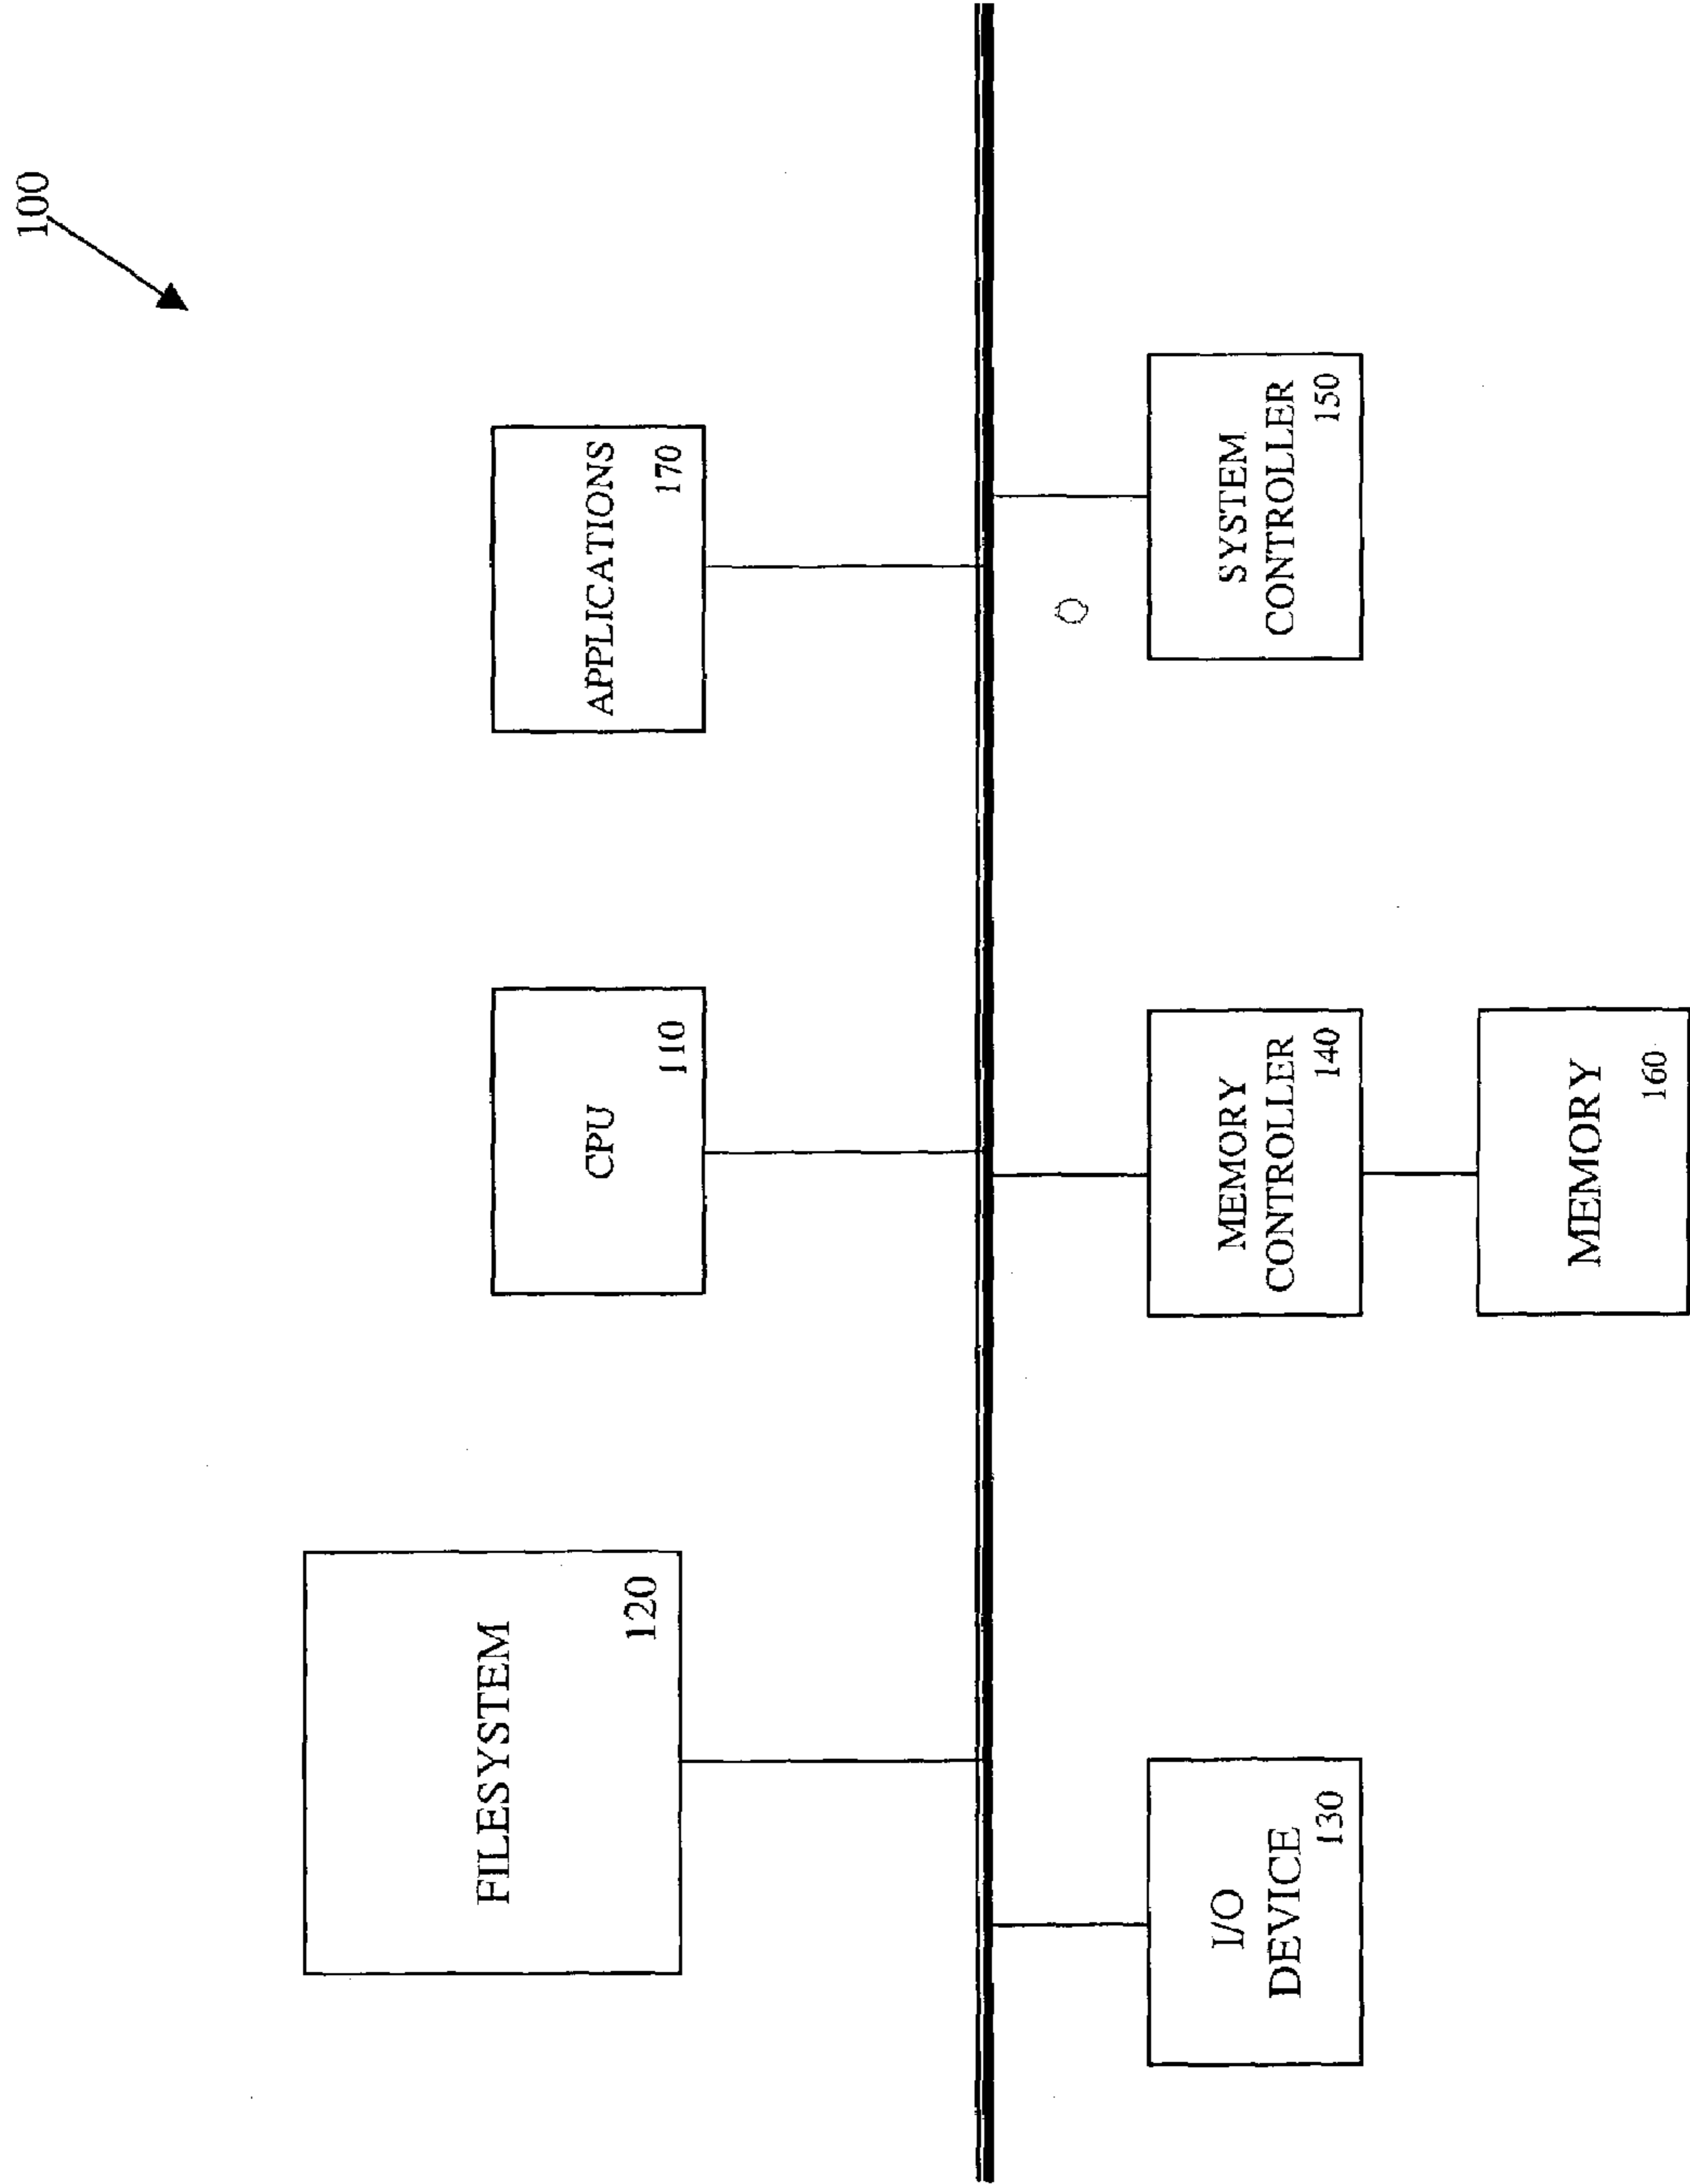 100
FILESYSTEM
120
CPU
110
APPLICATIONS
170
I/O
DEVICE
130
MEMORY
CONTROLLER
140
SYSTEM
CONTROLLER
150
MEMORY
160